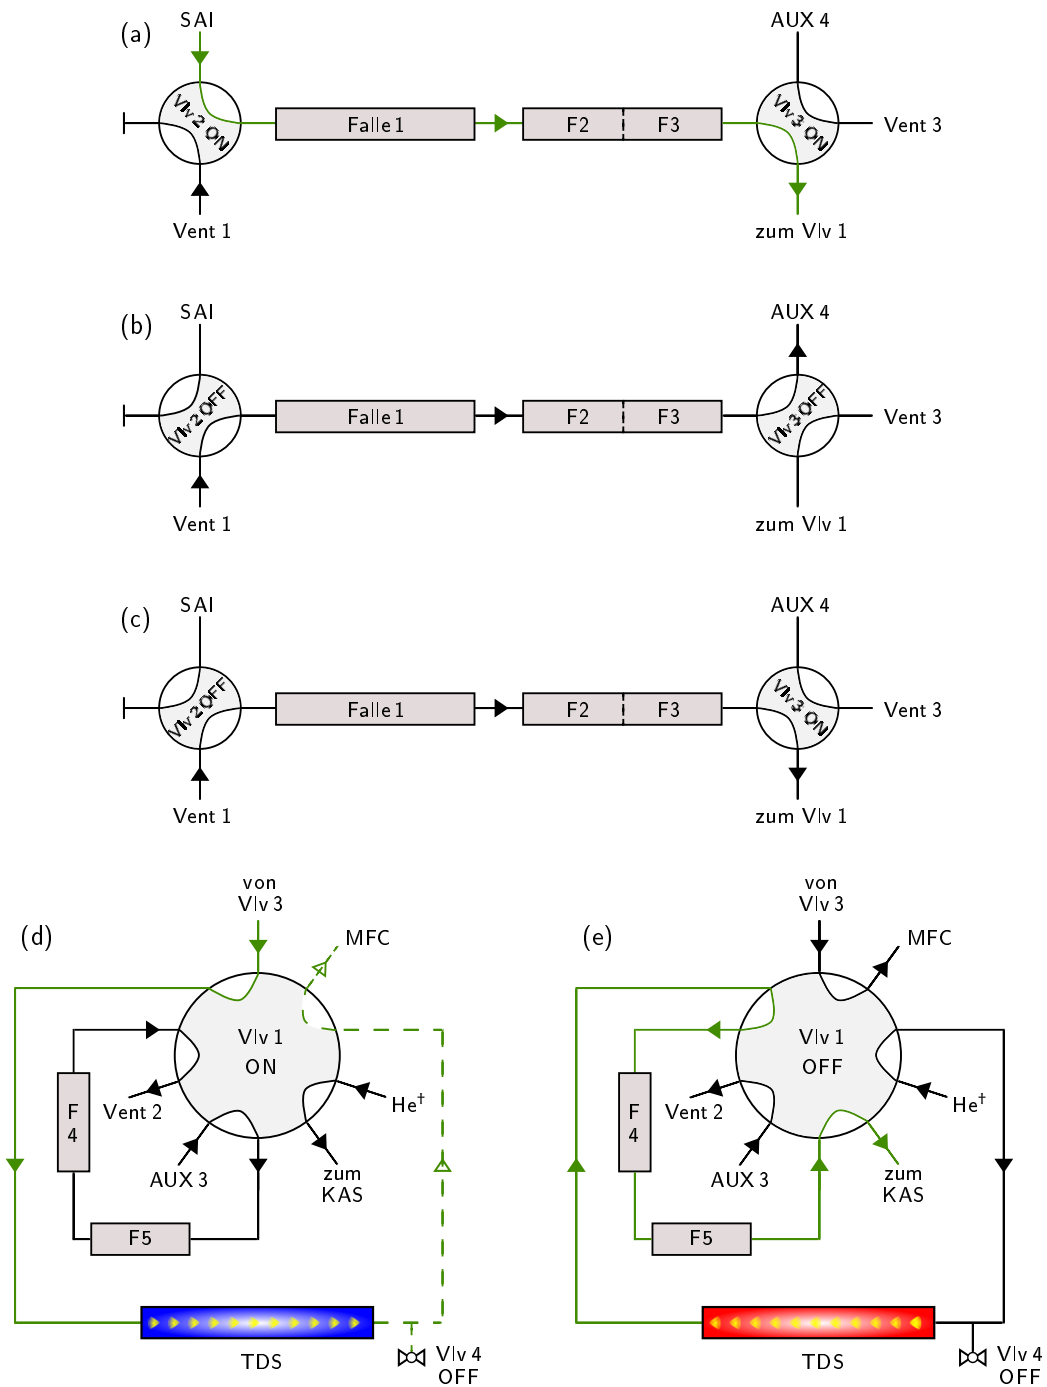 (a)
SAI
AUX 4
Vlv 2 ON
Falle 1
F2
F3
Vlv 3 ON
Vent 3
Vent 1
zum Vlv 1
(b)
SAI
AUX 4
Vlv 2 OFF
Falle 1
F2
F3
Vlv 3 OFF
Vent 3
Vent 1
zum Vlv 1
(c)
SAI
AUX 4
Vlv 2 OFF
Falle 1
F2
F3
Vlv 3 ON
Vent 3
Vent 1
zum Vlv 1
(d)
von
Vlv 3
MFC
Vlv 1
ON
F
4
Vent 2
He†
AUX 3
zum
KAS
F5
TDS
Vlv 4
OFF
(e)
von
Vlv 3
MFC
Vlv 1
OFF
F
4
Vent 2
He†
AUX 3
zum
KAS
F5
TDS
Vlv 4
OFF